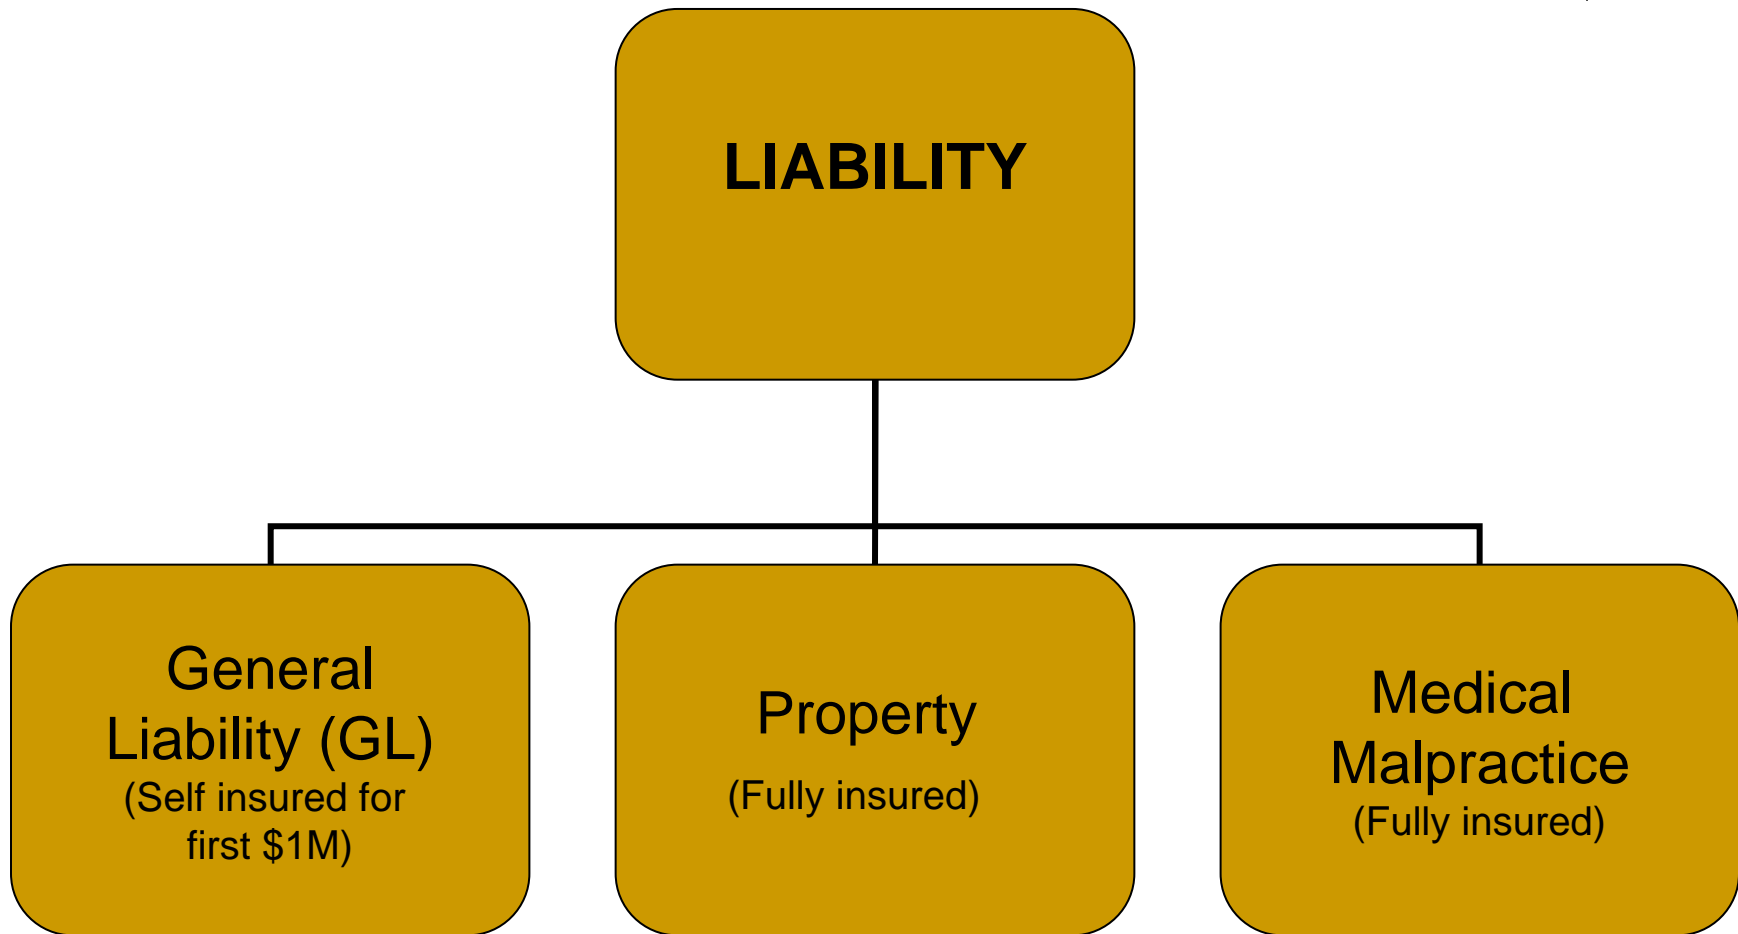 LIABILITY
General
Liability (GL)
(Self insured for
first $1M)
Property
(Fully insured)
Medical
Malpractice
(Fully insured)